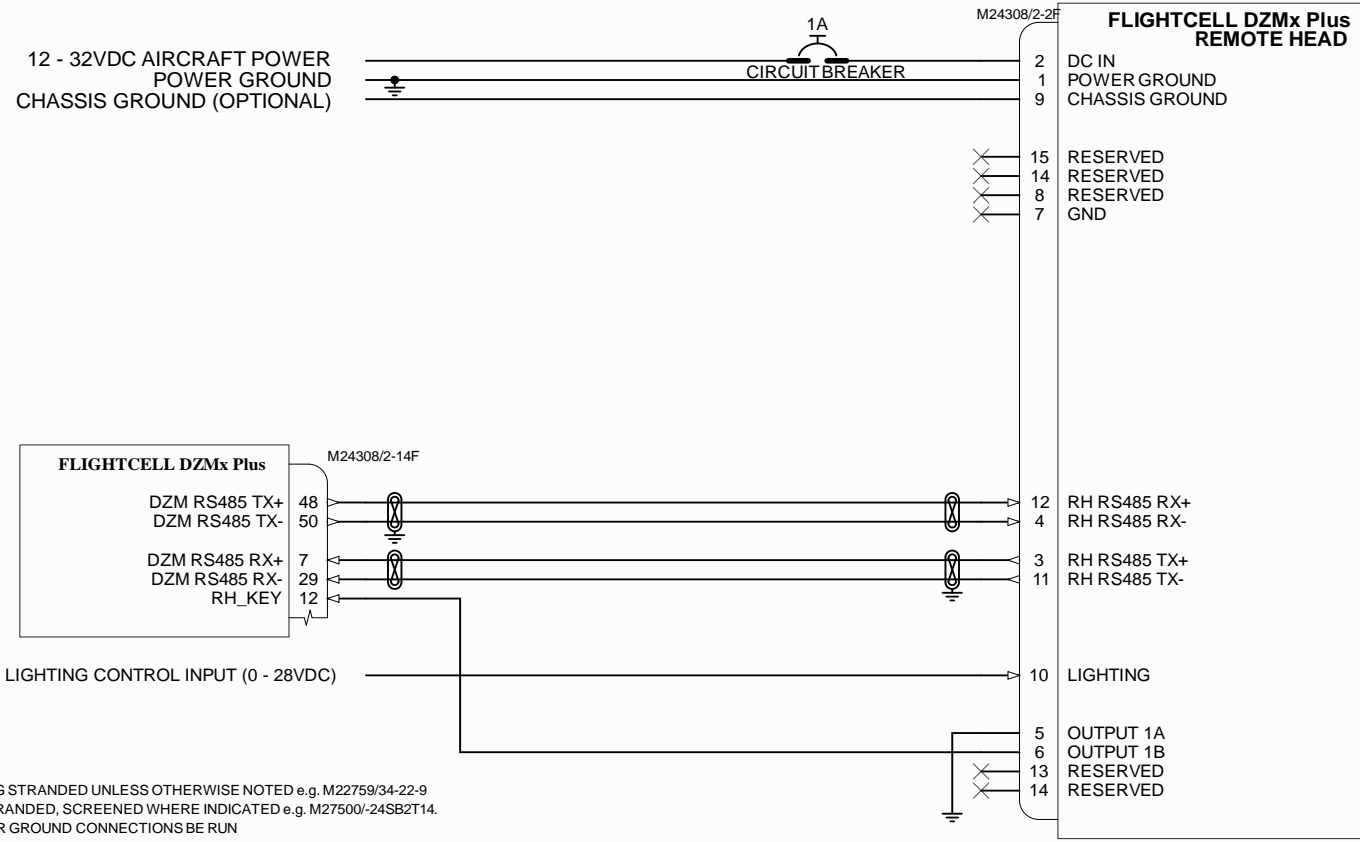 M24308/2-2F
FLIGHTCELL DZMx Plus
REMOTE HEAD
1A
CIRCUIT BREAKER
12 - 32VDC AIRCRAFT POWER
POWER GROUND
CHASSIS GROUND (OPTIONAL)
2 DC IN
1 POWER GROUND
9 CHASSIS GROUND
15 RESERVED
14 RESERVED
8 RESERVED
7 GND
FLIGHTCELL DZMx Plus
M24308/2-14F
DZM RS485 TX+ 48
DZM RS485 TX- 50
DZM RS485 RX+ 7
DZM RS485 RX- 29
RH_KEY 12
12 RH RS485 RX+
4 RH RS485 RX-
3 RH RS485 TX+
11 RH RS485 TX-
LIGHTING CONTROL INPUT (0 - 28VDC)
10 LIGHTING
5 OUTPUT 1A
6 OUTPUT 1B
13 RESERVED
14 RESERVED
G STRANDED UNLESS OTHERWISE NOTED e.g. M22759/34-22-9
RANDED, SCREENED WHERE INDICATED e.g. M27500/-24SB2T14.
R GROUND CONNECTIONS BE RUN